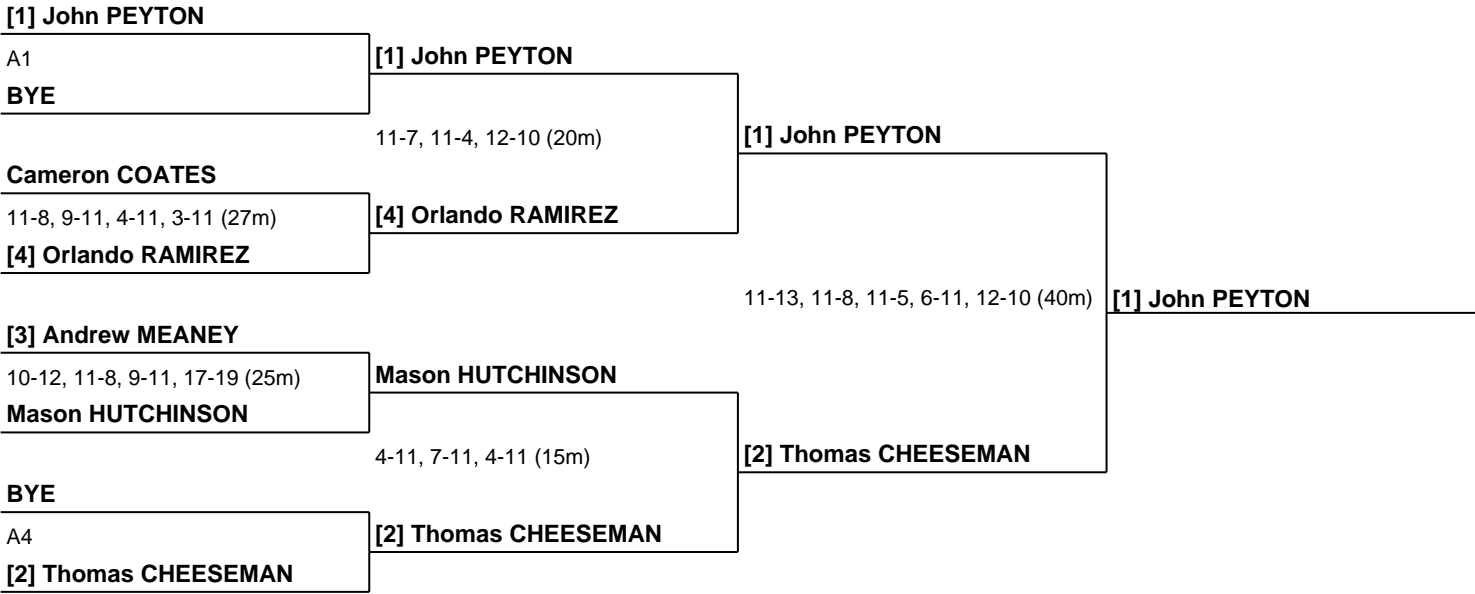 [1] John PEYTON
A1
BYE
Cameron COATES
11-8, 9-11, 4-11, 3-11 (27m)
[4] Orlando RAMIREZ
[3] Andrew MEANEY
10-12, 11-8, 9-11, 17-19 (25m)
Mason HUTCHINSON
BYE
A4
[2] Thomas CHEESEMAN
[1] John PEYTON
11-7, 11-4, 12-10 (20m)
[4] Orlando RAMIREZ
Mason HUTCHINSON
4-11, 7-11, 4-11 (15m)
[2] Thomas CHEESEMAN
[1] John PEYTON
11-13, 11-8, 11-5, 6-11, 12-10 (40m)
[2] Thomas CHEESEMAN
[1] John PEYTON